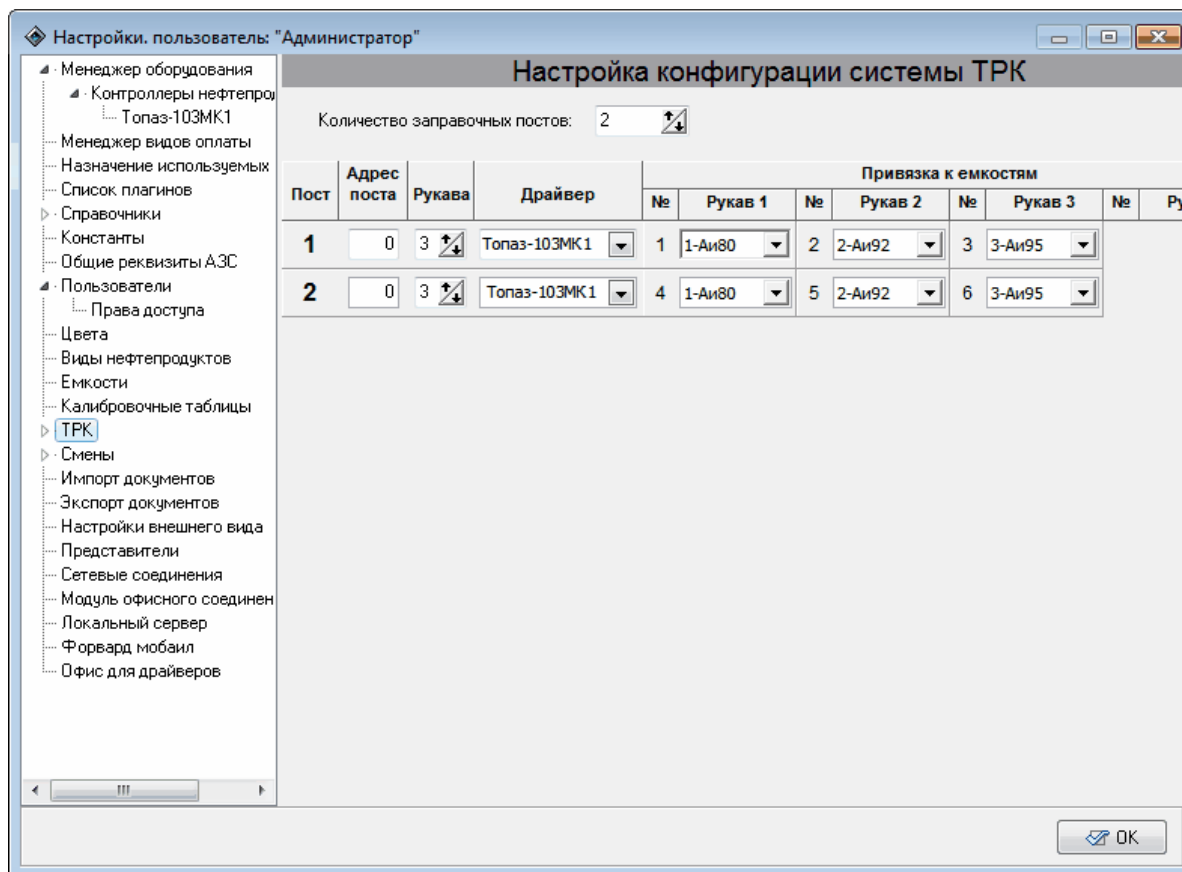 Настройки. пользователь: "Администратор"
Менеджер оборудования
Контроллеры нефтепро
Топаз-103МК1
Менеджер видов оплаты
Назначение используемых
Список плагинов
Справочники
Константы
Общие реквизиты АЗС
Пользователи
Права доступа
Цвета
Виды нефтепродуктов
Емкости
Калибровочные таблицы
ТРК
Смены
Импорт документов
Экспорт документов
Настройки внешнего вида
Представители
Сетевые соединения
Модуль офисного соединен
Локальный сервер
Форвард мобаил
Офис для драйверов
Настройка конфигурации системы ТРК
Количество заправочных постов: 2
Пост Адрес поста Рукава Драйвер Привязка к емкостям
№ Рукав 1 № Рукав 2 № Рукав 3 № Ру
1 0 3 Топаз-103МК1 1 1-Аи80 2 2-Аи92 3 3-Аи95
2 0 3 Топаз-103МК1 4 1-Аи80 5 2-Аи92 6 3-Аи95
OK